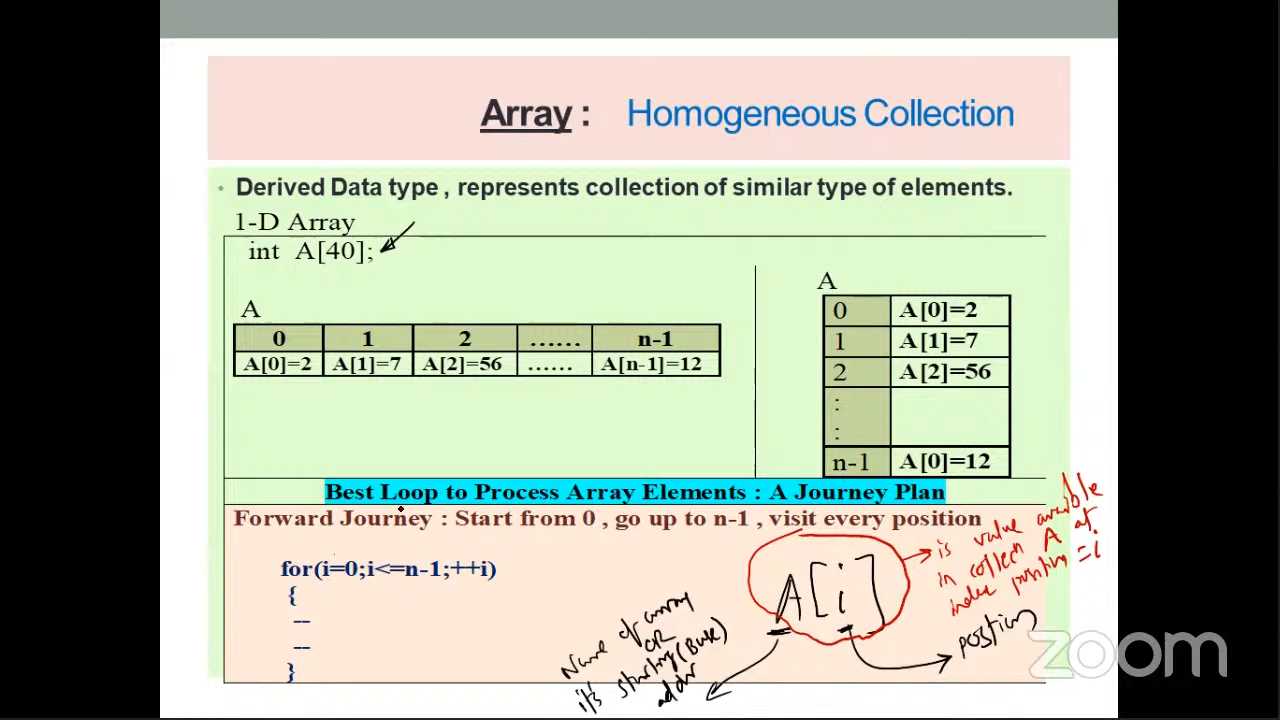 Array : Homogeneous Collection
• Derived Data type , represents collection of similar type of elements.
1-D Array
int A[40];
A
0 1 2 ...... n-1
A[0]=2 A[1]=7 A[2]=56 ...... A[n-1]=12
A
0 A[0]=2
1 A[1]=7
2 A[2]=56
:
:
n-1 A[0]=12
Best Loop to Process Array Elements : A Journey Plan
Forward Journey : Start from 0 , go up to n-1 , visit every position
for(i=0;i<=n-1;++i)
{
--
--
}
A[i]
is value
in collect A at
index position =i
position
Name of array
OR
it's starting (Base)
addr
zoom